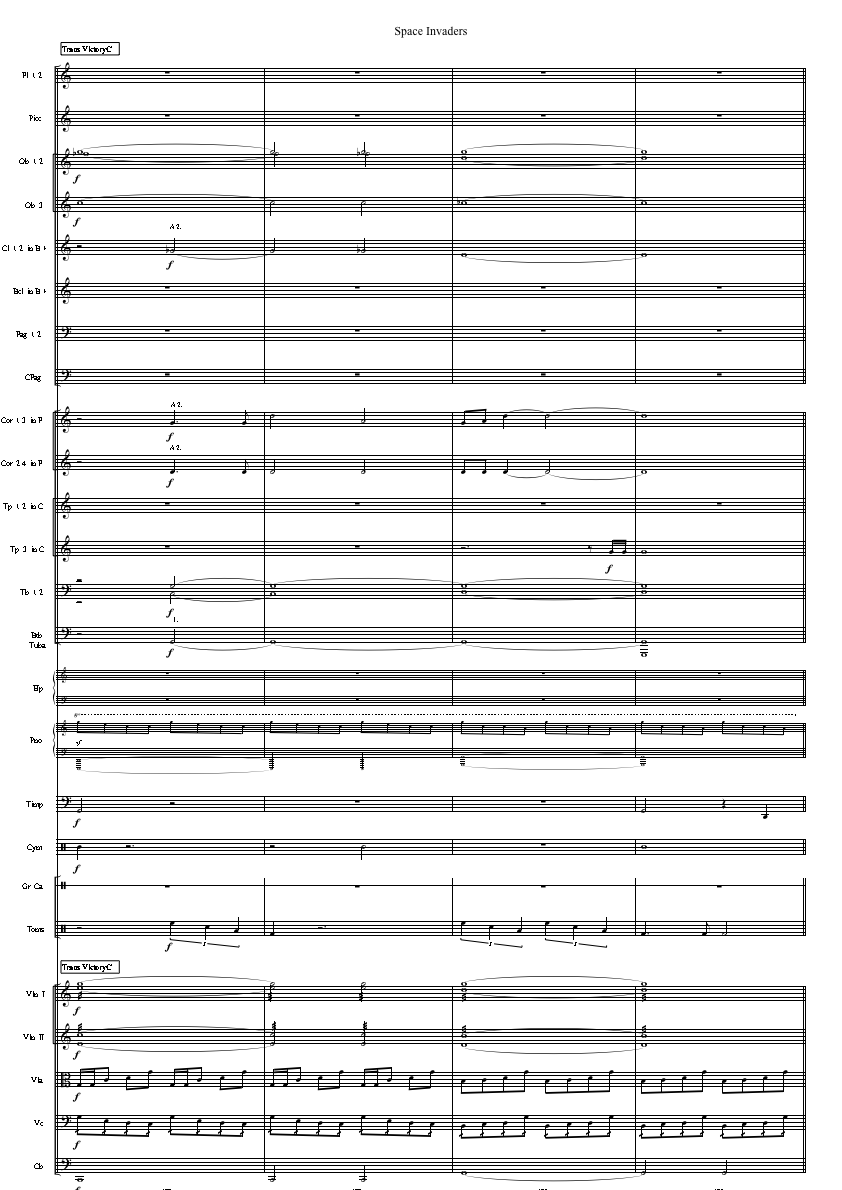 Space Invaders
Trans VictoryC
Fl 1 2
Picc
Ob 1 2
f
Ob 3
f
A 2.
Cl 1 2 in B♭
f
Bcl in B♭
Fag 1 2
CFag
A 2.
Cor 1 3 in F
f
A 2.
Cor 2 4 in F
f
Tp 1 2 in C
Tp 3 in C
f
Tb 1 2
f
1.
Btb
Tuba
f
Hp
Pno
f
Timp
f
Cym
f
Gr Ca
Toms
f
3
3
3
Trans VictoryC
Vln I
f
Vln II
f
Vla
f
Vc
f
Cb
f